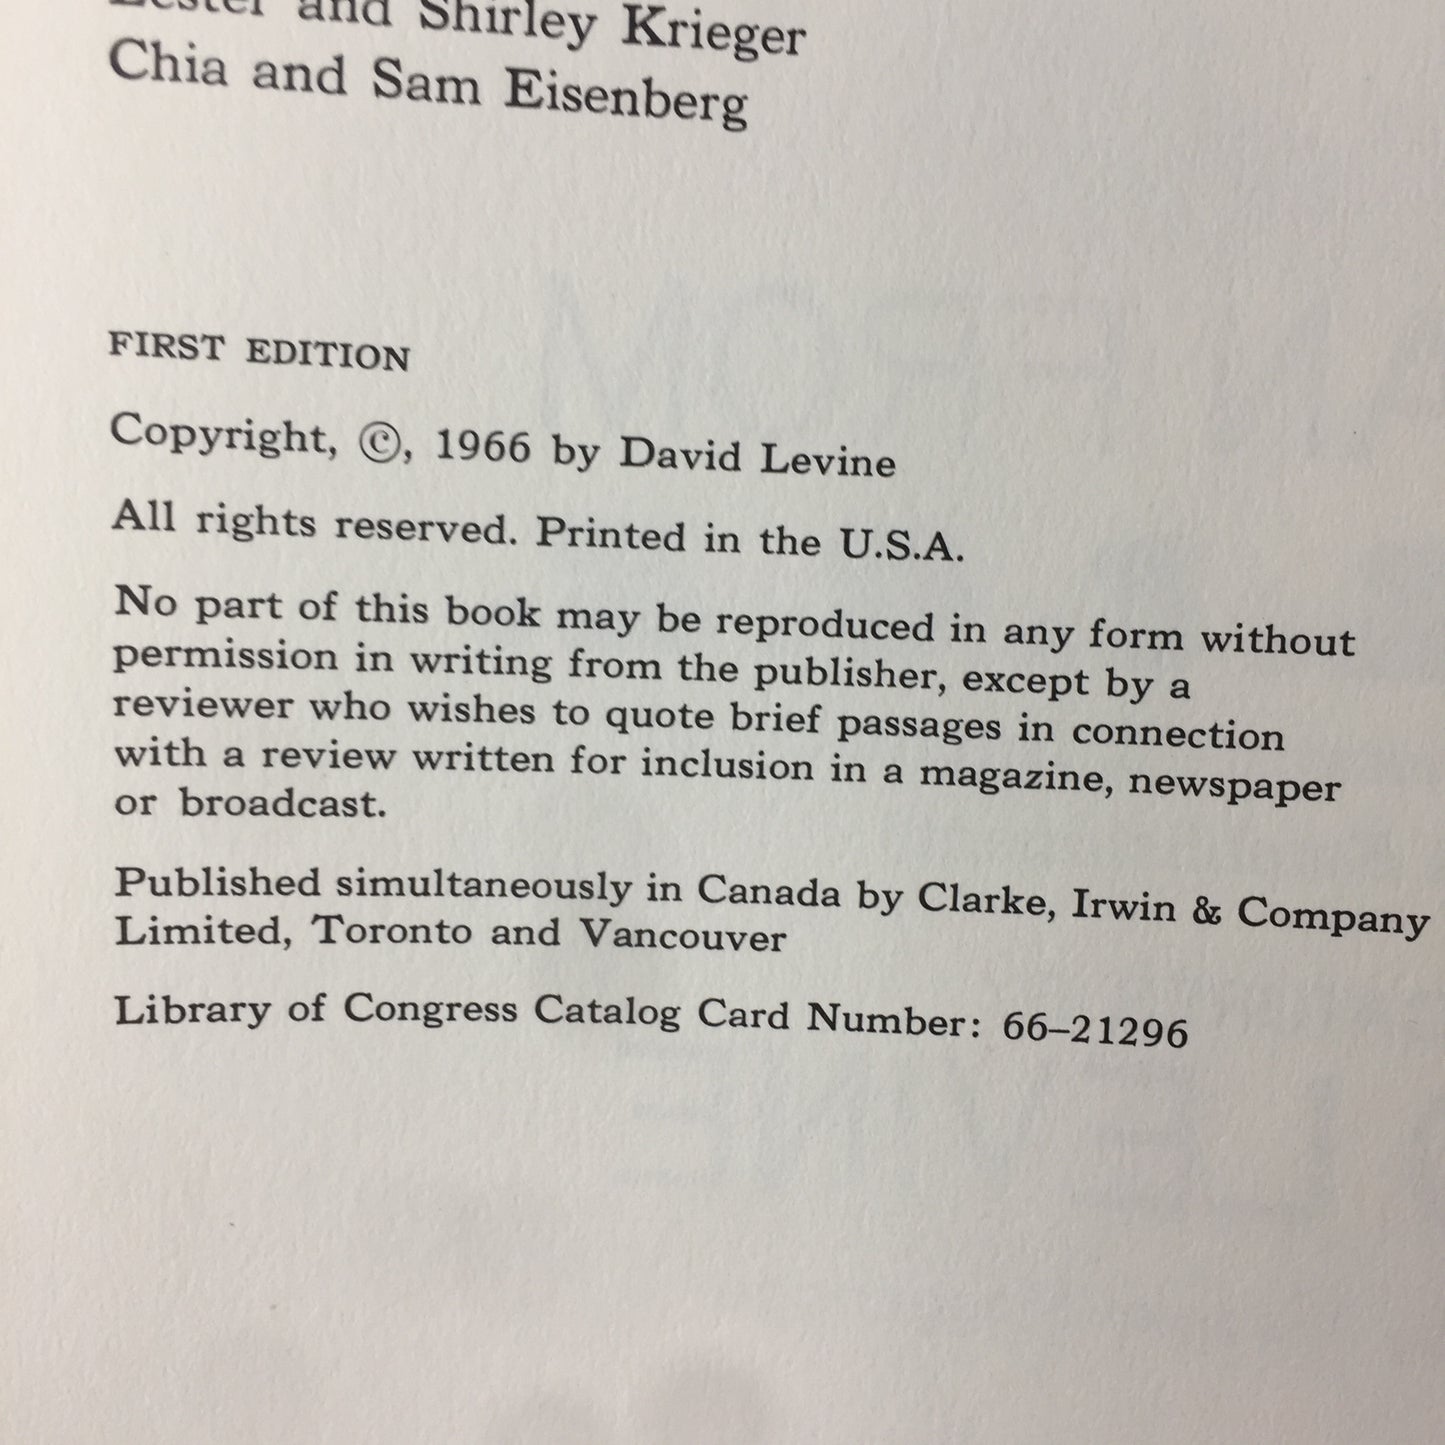 Lester and Shirley Krieger
Chia and Sam Eisenberg
FIRST EDITION
Copyright, ©, 1966 by David Levine
All rights reserved. Printed in the U.S.A.
No part of this book may be reproduced in any form without
permission in writing from the publisher, except by a
reviewer who wishes to quote brief passages in connection
with a review written for inclusion in a magazine, newspaper
or broadcast.
Published simultaneously in Canada by Clarke, Irwin & Company
Limited, Toronto and Vancouver
Library of Congress Catalog Card Number: 66–21296